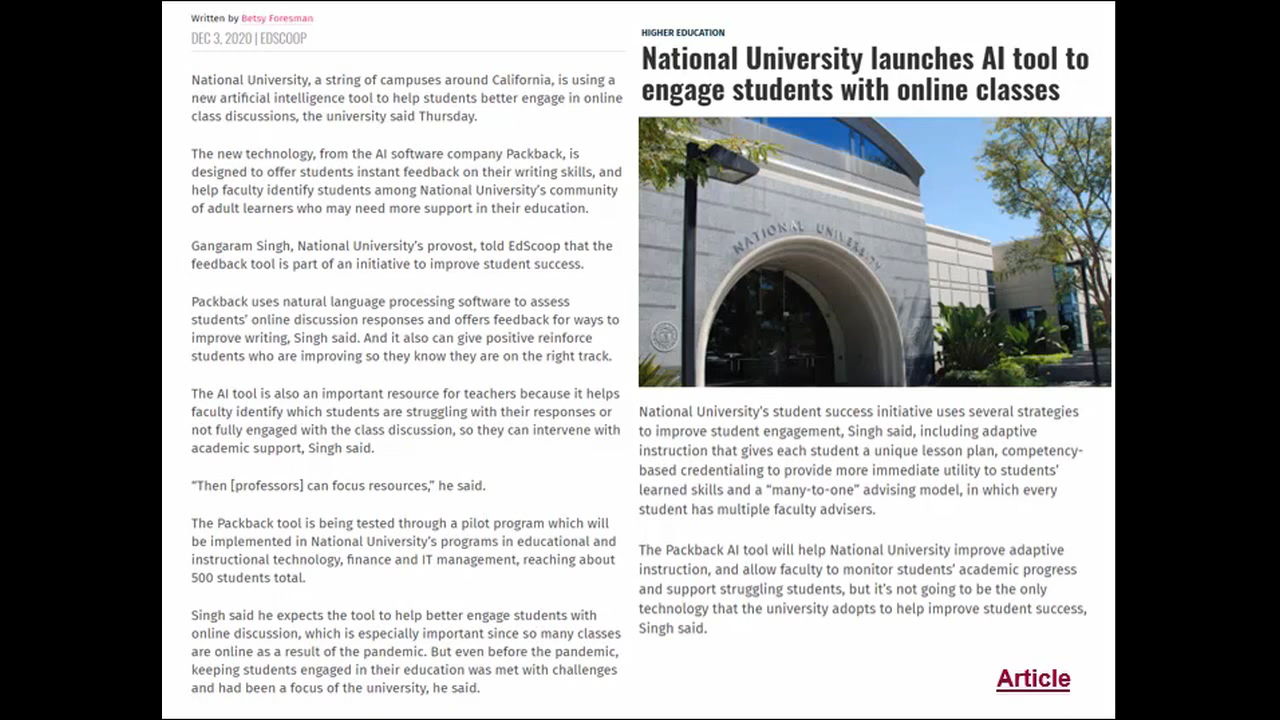 Written by Betsy Foresman
DEC 3, 2020 | EDSCOOP
National University, a string of campuses around California, is using a
new artificial intelligence tool to help students better engage in online
class discussions, the university said Thursday.
The new technology, from the AI software company Packback, is
designed to offer students instant feedback on their writing skills, and
help faculty identify students among National University's community
of adult learners who may need more support in their education.
Gangaram Singh, National University's provost, told EdScoop that the
feedback tool is part of an initiative to improve student success.
Packback uses natural language processing software to assess
students' online discussion responses and offers feedback for ways to
improve writing, Singh said. And it also can give positive reinforce
students who are improving so they know they are on the right track.
The AI tool is also an important resource for teachers because it helps
faculty identify which students are struggling with their responses or
not fully engaged with the class discussion, so they can intervene with
academic support, Singh said.
“Then [professors] can focus resources,” he said.
The Packback tool is being tested through a pilot program which will
be implemented in National University's programs in educational and
instructional technology, finance and IT management, reaching about
500 students total.
Singh said he expects the tool to help better engage students with
online discussion, which is especially important since so many classes
are online as a result of the pandemic. But even before the pandemic,
keeping students engaged in their education was met with challenges
and had been a focus of the university, he said.
HIGHER EDUCATION
National University launches AI tool to
engage students with online classes
NATIONAL UNIVERSITY
National University's student success initiative uses several strategies
to improve student engagement, Singh said, including adaptive
instruction that gives each student a unique lesson plan, competency-
based credentialing to provide more immediate utility to students'
learned skills and a “many-to-one” advising model, in which every
student has multiple faculty advisers.
The Packback AI tool will help National University improve adaptive
instruction, and allow faculty to monitor students' academic progress
and support struggling students, but it's not going to be the only
technology that the university adopts to help improve student success,
Singh said.
Article